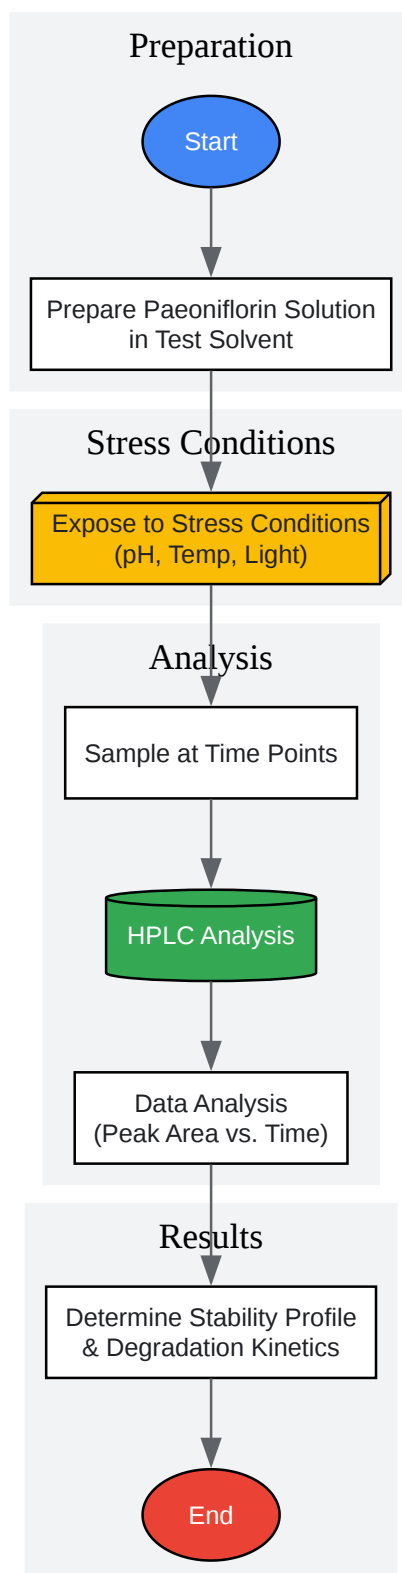 Preparation
Start
Prepare Paeoniflorin Solution
in Test Solvent
Stress Conditions
Expose to Stress Conditions
(pH, Temp, Light)
Analysis
Sample at Time Points
HPLC Analysis
Data Analysis
(Peak Area vs. Time)
Results
Determine Stability Profile
& Degradation Kinetics
End